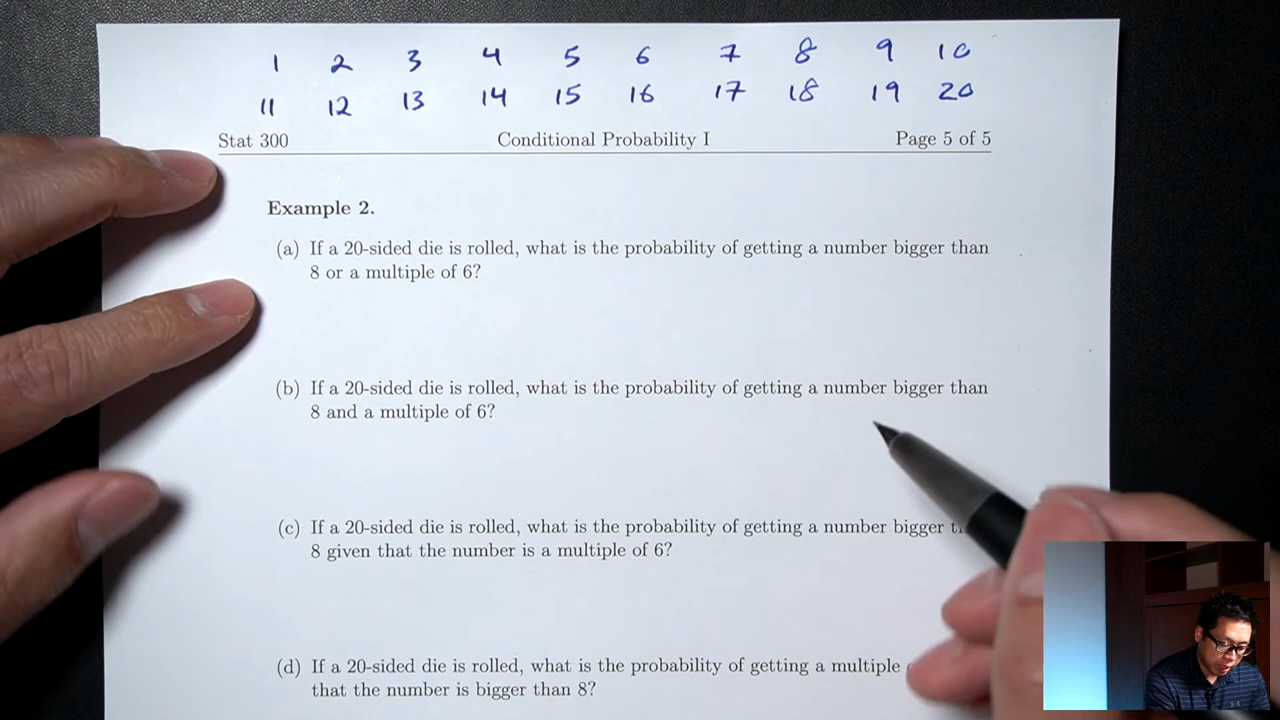 1 2 3 4 5 6 7 8 9 10
11 12 13 14 15 16 17 18 19 20
Stat 300 Conditional Probability I Page 5 of 5
Example 2.
(a) If a 20-sided die is rolled, what is the probability of getting a number bigger than
8 or a multiple of 6?
(b) If a 20-sided die is rolled, what is the probability of getting a number bigger than
8 and a multiple of 6?
(c) If a 20-sided die is rolled, what is the probability of getting a number bigger
8 given that the number is a multiple of 6?
(d) If a 20-sided die is rolled, what is the probability of getting a multiple
that the number is bigger than 8?